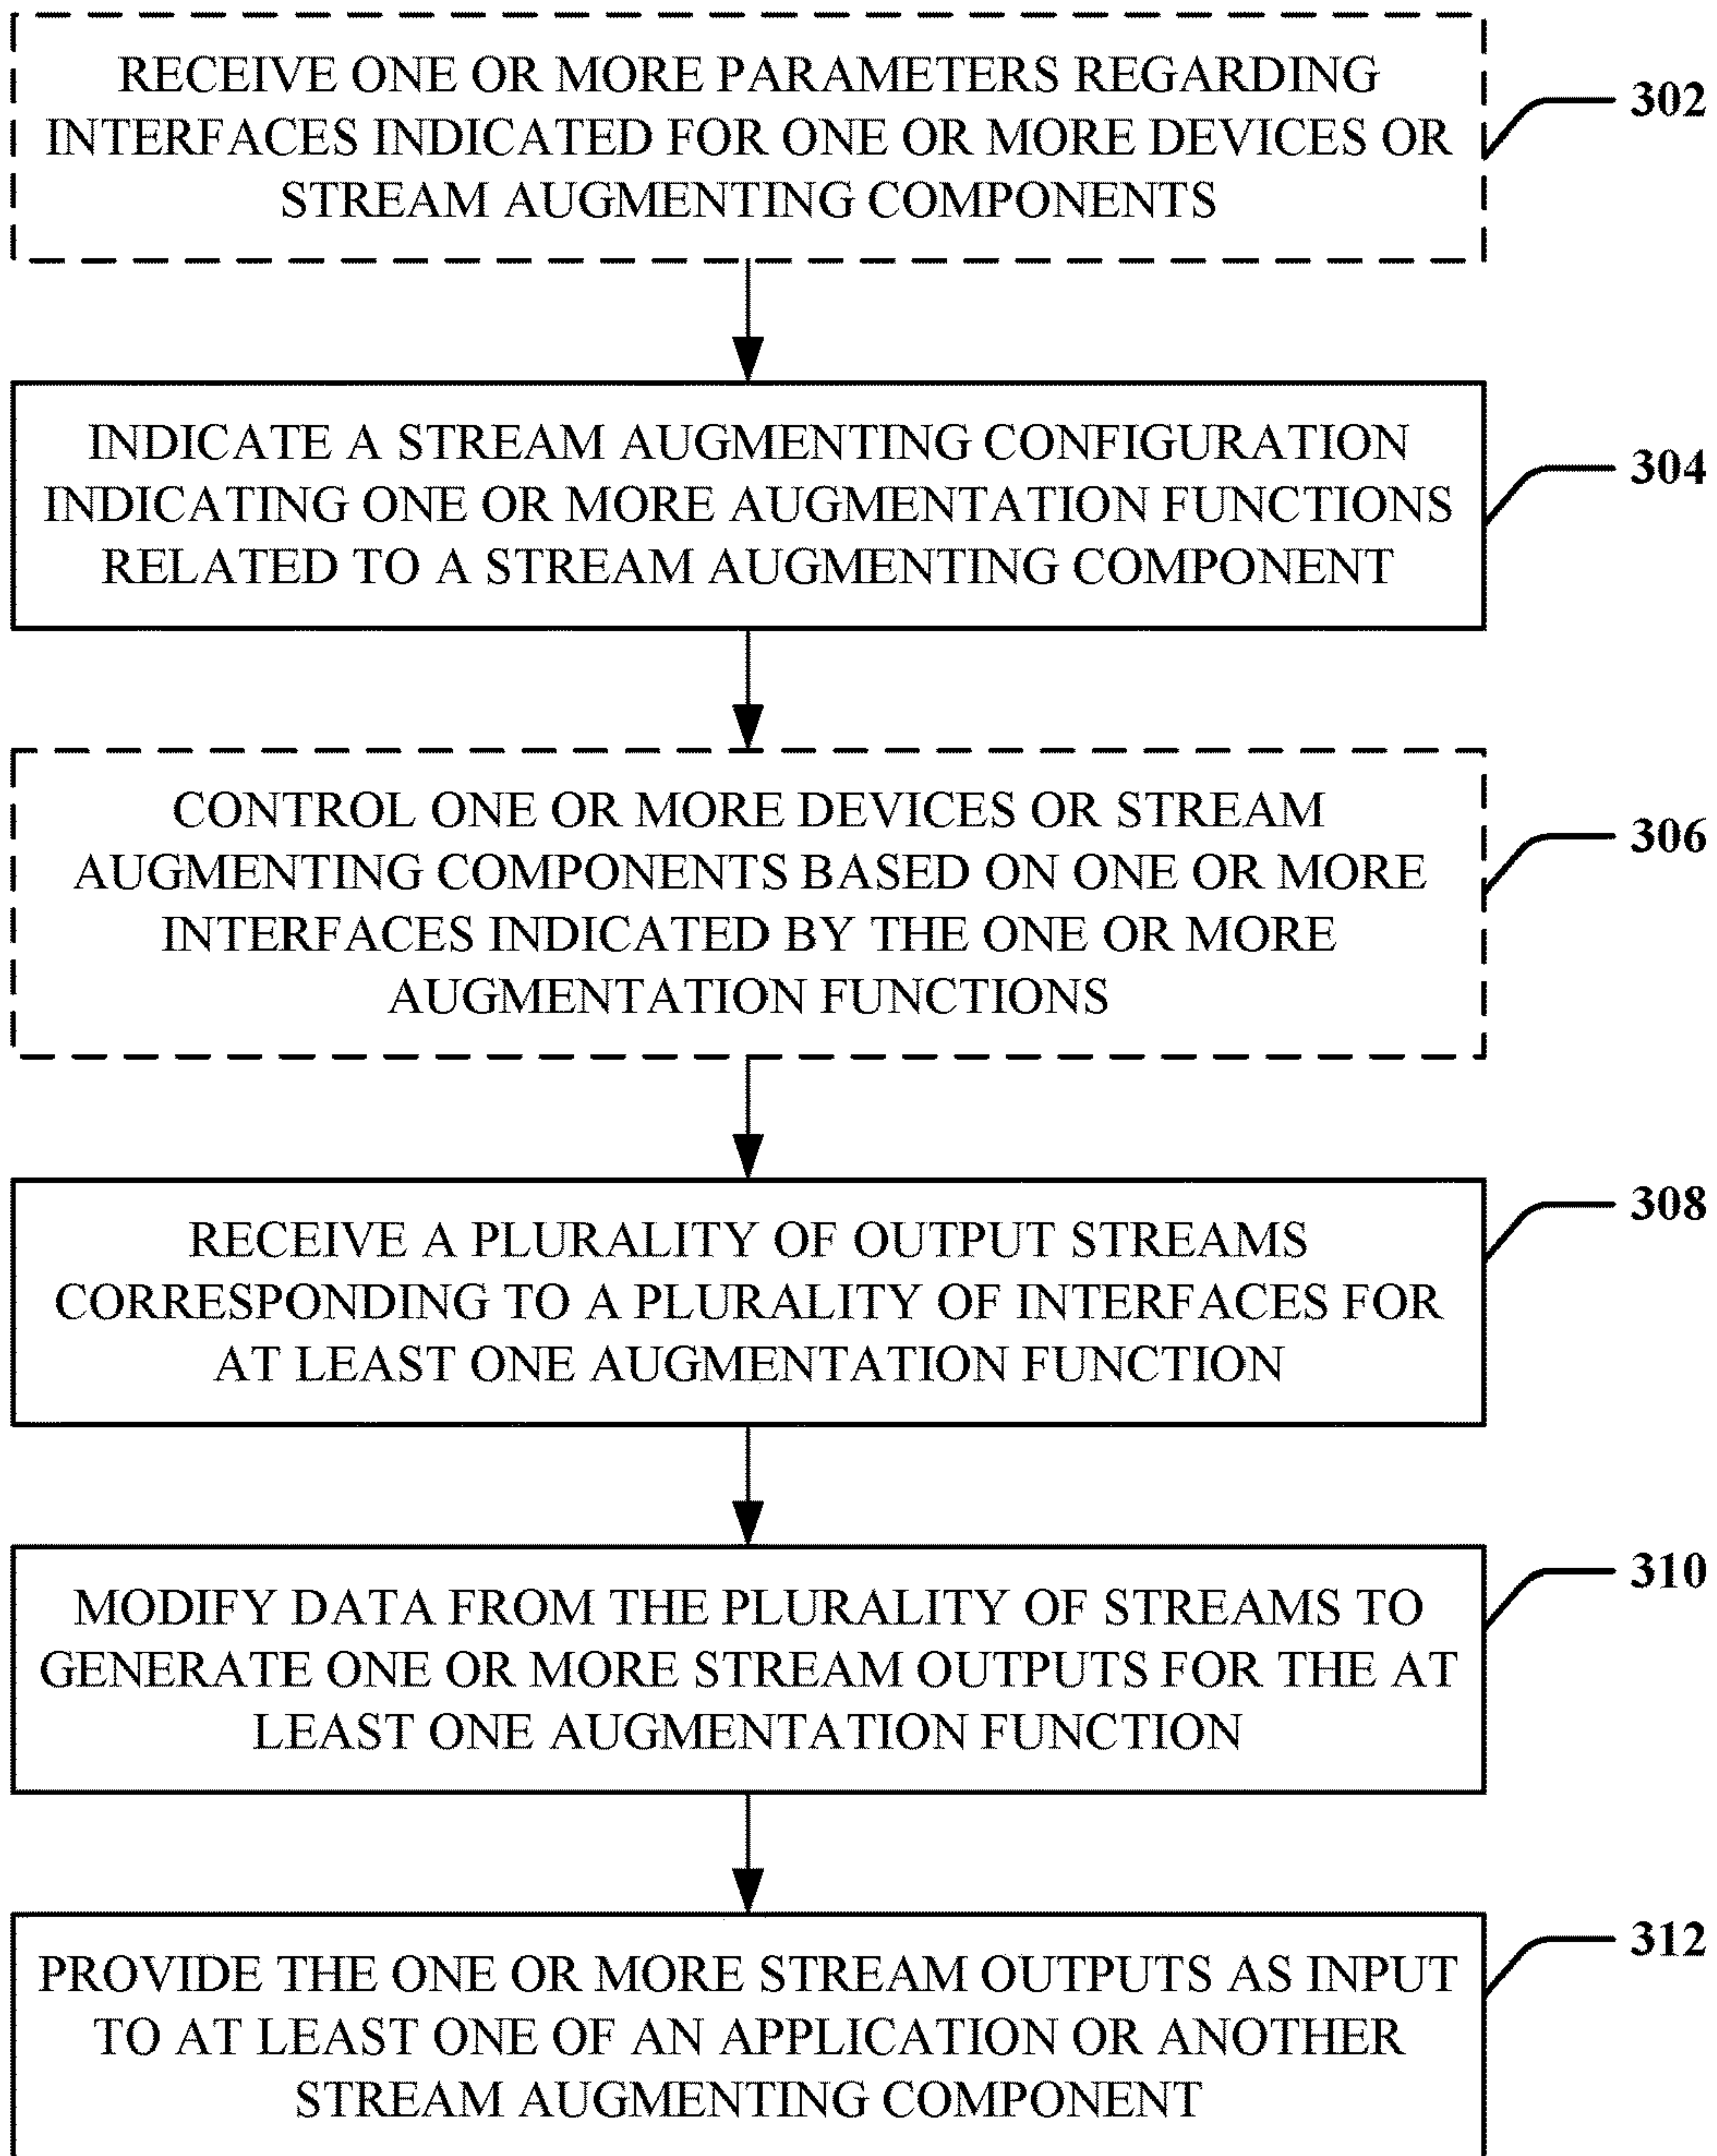 RECEIVE ONE OR MORE PARAMETERS REGARDING
INTERFACES INDICATED FOR ONE OR MORE DEVICES OR
STREAM AUGMENTING COMPONENTS
302
INDICATE A STREAM AUGMENTING CONFIGURATION
INDICATING ONE OR MORE AUGMENTATION FUNCTIONS
RELATED TO A STREAM AUGMENTING COMPONENT
304
CONTROL ONE OR MORE DEVICES OR STREAM
AUGMENTING COMPONENTS BASED ON ONE OR MORE
INTERFACES INDICATED BY THE ONE OR MORE
AUGMENTATION FUNCTIONS
306
RECEIVE A PLURALITY OF OUTPUT STREAMS
CORRESPONDING TO A PLURALITY OF INTERFACES FOR
AT LEAST ONE AUGMENTATION FUNCTION
308
MODIFY DATA FROM THE PLURALITY OF STREAMS TO
GENERATE ONE OR MORE STREAM OUTPUTS FOR THE AT
LEAST ONE AUGMENTATION FUNCTION
310
PROVIDE THE ONE OR MORE STREAM OUTPUTS AS INPUT
TO AT LEAST ONE OF AN APPLICATION OR ANOTHER
STREAM AUGMENTING COMPONENT
312